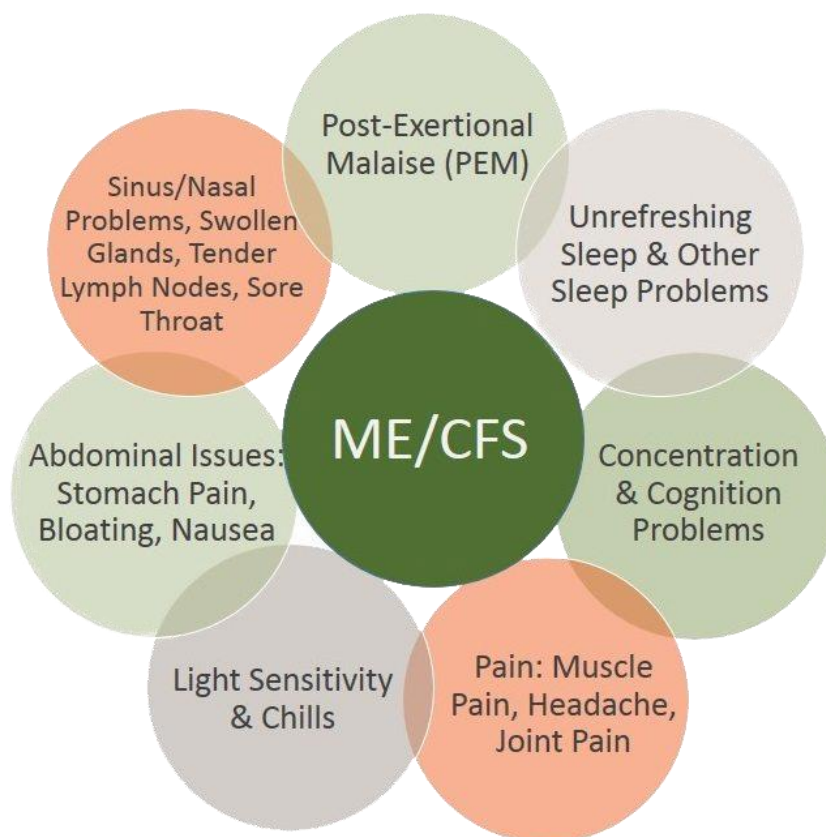 Post-Exertional
Malaise (PEM)
Unrefreshing
Sleep & Other
Sleep Problems
Concentration
& Cognition
Problems
Pain: Muscle
Pain, Headache,
Joint Pain
Light Sensitivity
& Chills
Abdominal Issues:
Stomach Pain,
Bloating, Nausea
Sinus/Nasal
Problems, Swollen
Glands, Tender
Lymph Nodes, Sore
Throat
ME/CFS